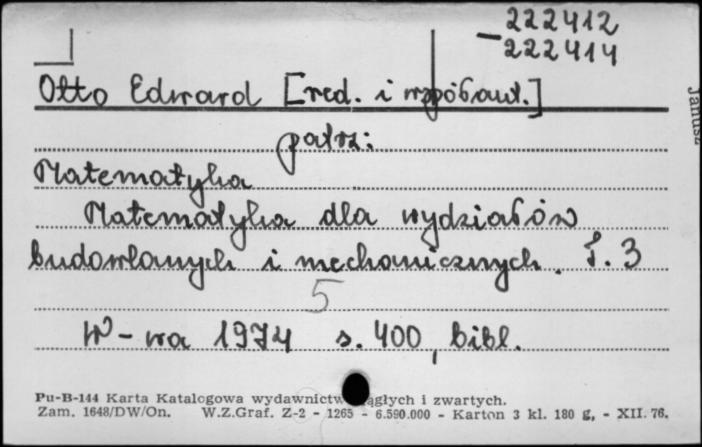 222412
-222414
Otto Edward [red. i współaut.]
patrz:
Matematyka
Matematyka dla wydziałów
budowlanych i mechanicznych. T. 3
5
W-wa 1974 s. 400, bibl.
Pu-B-144 Karta Katalogowa wydawnictw ągłych i zwartych.
Zam. 1648/DW/On. W.Z.Graf. Z-2 - 1265 - 6.590.000 - Karton 3 kl. 180 g, - XII. 76.
Janusz